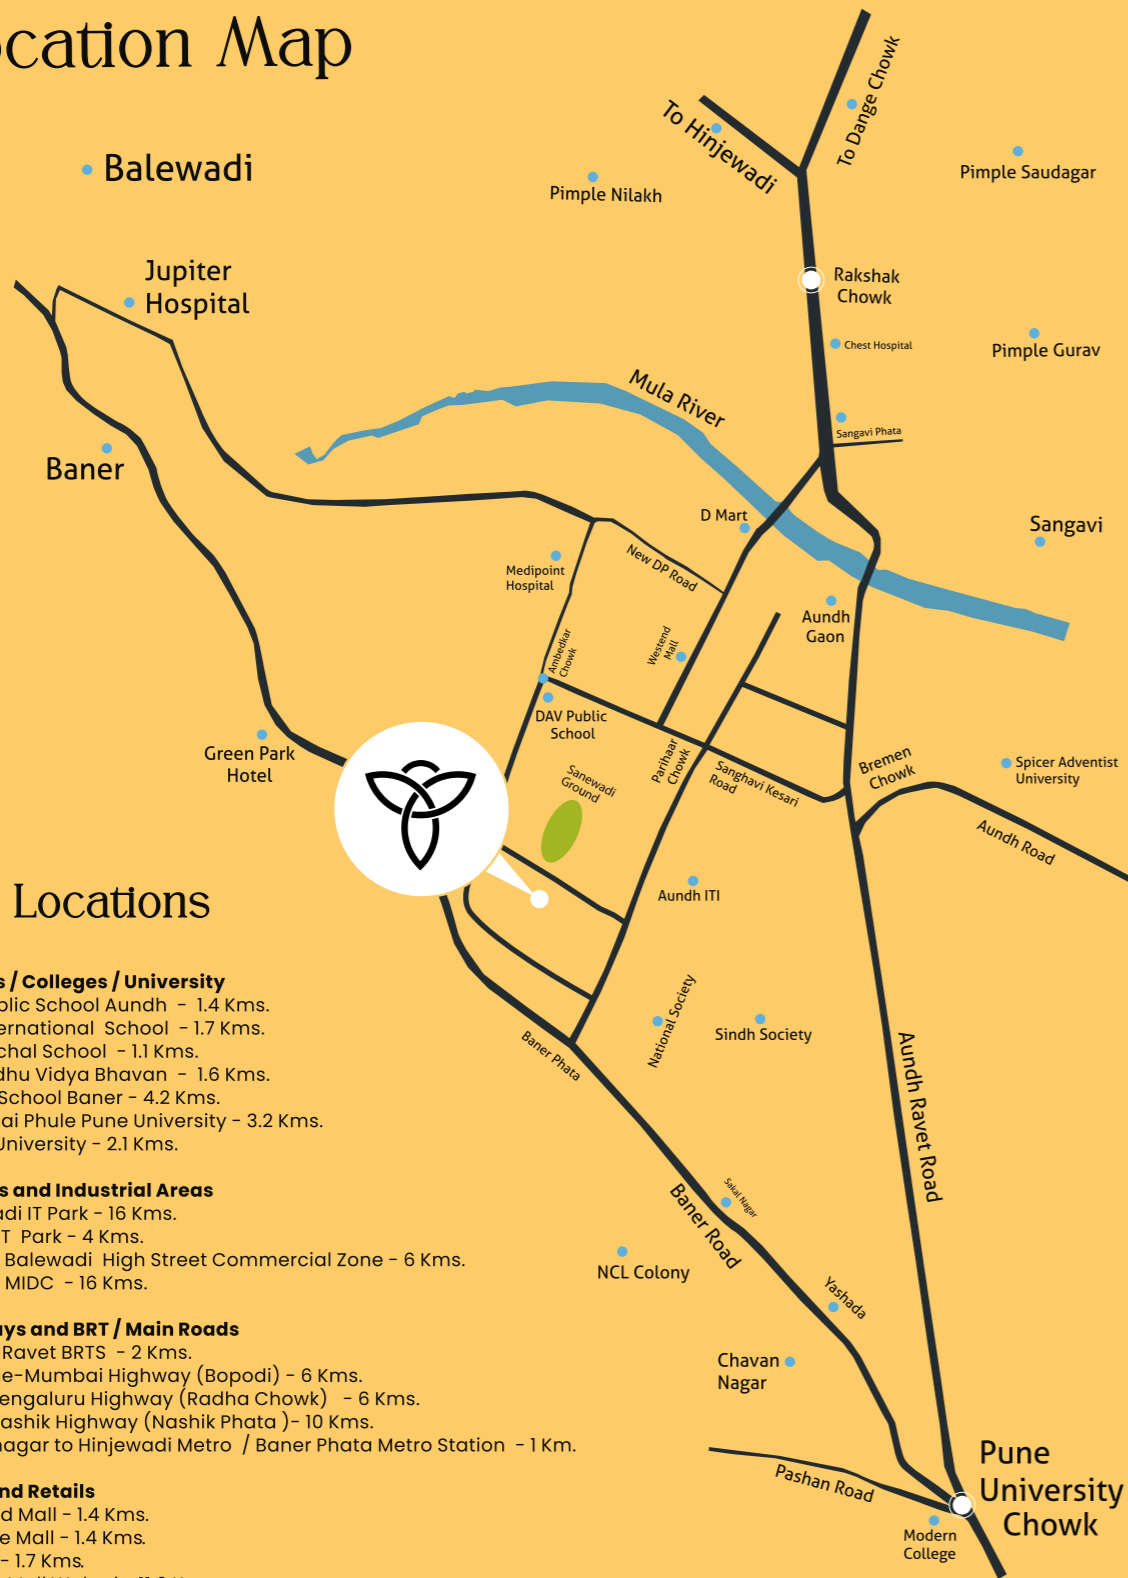 ocation Map
To Dange Chowk
To Hinjewadi
Pimple Saudagar
Balewadi
Pimple Nilakh
Jupiter
Hospital
Rakshak
Chowk
Chest Hospital
Pimple Gurav
Mula River
Sangavi Phata
Baner
D Mart
Sangavi
New DP Road
Medipoint
Hospital
Aundh
Gaon
Ambedkar
Chowk
Westend
Mall
DAV Public
School
Green Park
Hotel
Parihaar
Chowk
Sanghavi Kesari
Road
Bremen
Chowk
Spicer Adventist
University
Sanewadi
Ground
Aundh Road
Aundh ITI
Locations
s / Colleges / University
blic School Aundh - 1.4 Kms.
ernational School - 1.7 Kms.
chal School - 1.1 Kms.
dhu Vidya Bhavan - 1.6 Kms.
School Baner - 4.2 Kms.
ai Phule Pune University - 3.2 Kms.
University - 2.1 Kms.
National Society
Sindh Society
Baner Phata
Aundh Ravet Road
s and Industrial Areas
adi IT Park - 16 Kms.
T Park - 4 Kms.
Balewadi High Street Commercial Zone - 6 Kms.
MIDC - 16 Kms.
Sakal Nagar
Baner Road
NCL Colony
Yashada
ays and BRT / Main Roads
-Ravet BRTS - 2 Kms.
e-Mumbai Highway (Bopodi) - 6 Kms.
engaluru Highway (Radha Chowk) - 6 Kms.
ashik Highway (Nashik Phata )- 10 Kms.
nagar to Hinjewadi Metro / Baner Phata Metro Station - 1 Km.
Chavan
Nagar
Pune
University
Chowk
Pashan Road
Modern
College
nd Retails
d Mall - 1.4 Kms.
e Mall - 1.4 Kms.
- 1.7 Kms.